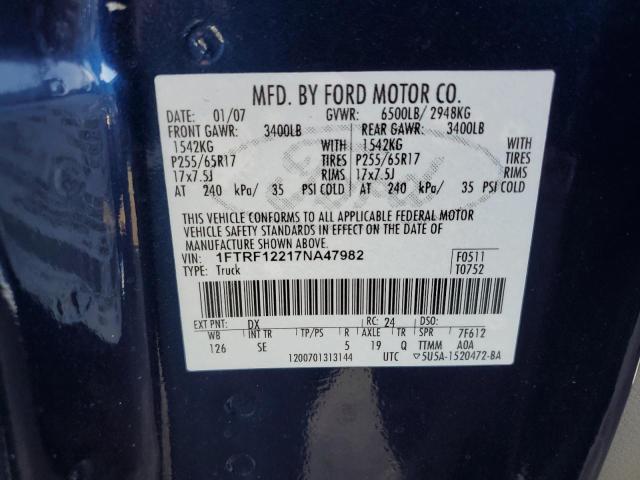 MFD. BY FORD MOTOR CO.
DATE: 01/07 GVWR: 6500LB/ 2948KG
FRONT GAWR: 3400LB REAR GAWR: 3400LB
1542KG WITH 1542KG WITH
P255/65R17 TIRES P255/65R17 TIRES
17x7.5J RIMS 17x7.5J RIMS
AT 240 kPa/ 35 PSI COLD AT 240 kPa/ 35 PSI COLD
THIS VEHICLE CONFORMS TO ALL APPLICABLE FEDERAL MOTOR
VEHICLE SAFETY STANDARDS IN EFFECT ON THE DATE OF
MANUFACTURE SHOWN ABOVE.
VIN: 1FTRF12217NA47982 F0511
TYPE: Truck T0752
EXT PNT: DX RC: 24 DSO:
WB INT TR TP/PS R AXLE TR SPR 7F612
126 SE 5 19 Q TTMM A0A
1200701313144 UTC ▽5U5A-1520472-BA
Ford